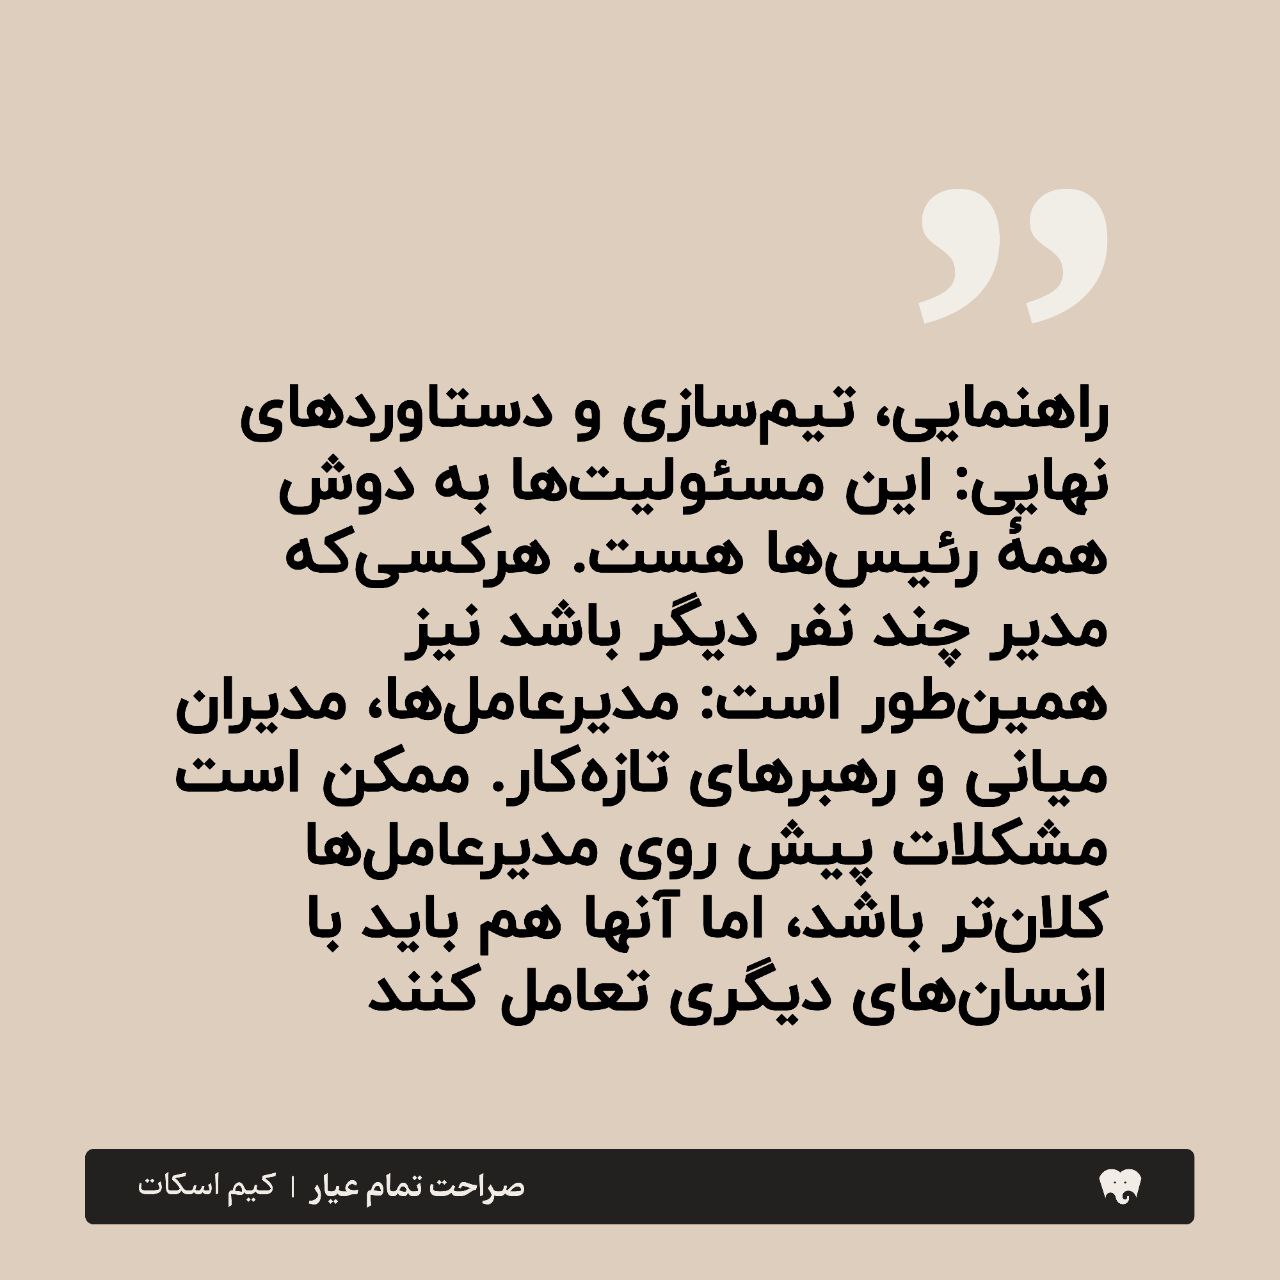 ”
راهنمایی، تیم‌سازی و دستاوردهای
نهایی: این مسئولیت‌ها به دوش
همهٔ رئیس‌ها هست. هرکسی‌که
مدیر چند نفر دیگر باشد نیز
همین‌طور است: مدیرعامل‌ها، مدیران
میانی و رهبرهای تازه‌کار. ممکن است
مشکلات پیش روی مدیرعامل‌ها
کلان‌تر باشد، اما آنها هم باید با
انسان‌های دیگری تعامل کنند
صراحت تمام عیار | کیم اسکات